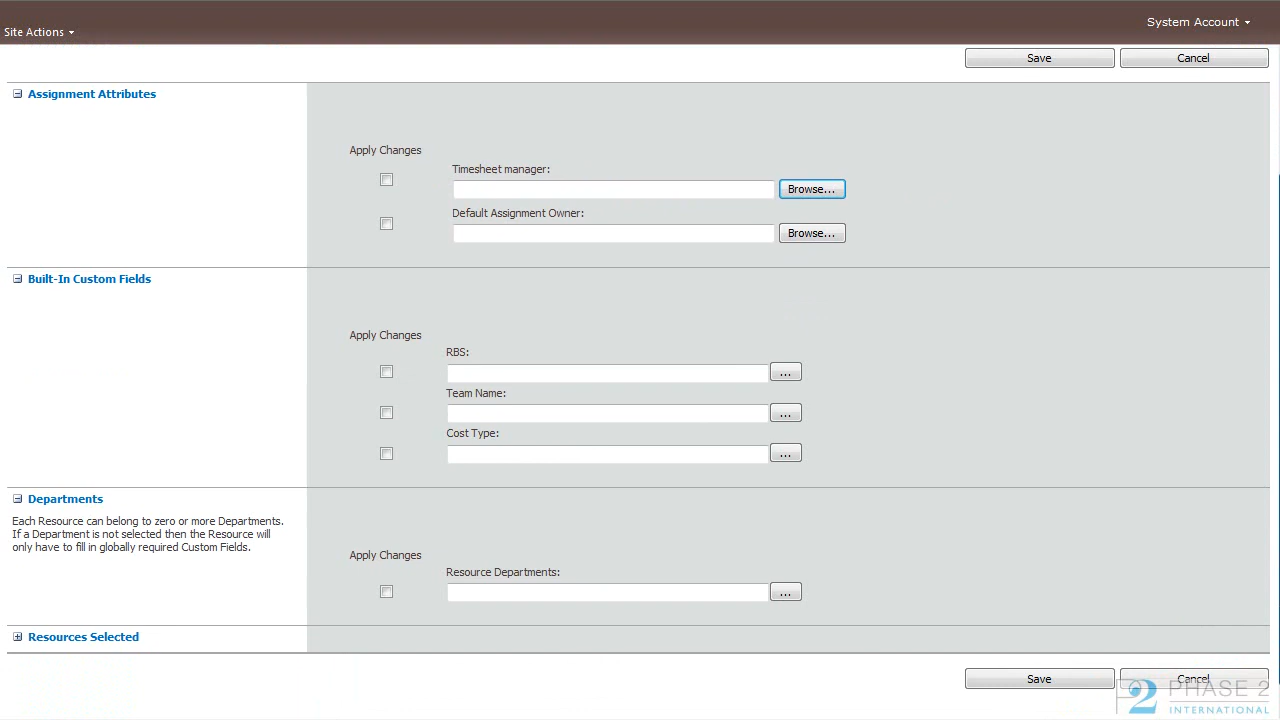 System Account
Site Actions
Save
Cancel
Assignment Attributes
Apply Changes
Timesheet manager:
Browse...
Default Assignment Owner:
Browse...
Built-In Custom Fields
Apply Changes
RBS:
...
Team Name:
...
Cost Type:
...
Departments
Each Resource can belong to zero or more Departments.
If a Department is not selected then the Resource will
only have to fill in globally required Custom Fields.
Apply Changes
Resource Departments:
...
Resources Selected
Save
Cancel
P2 PHASE 2
INTERNATIONAL